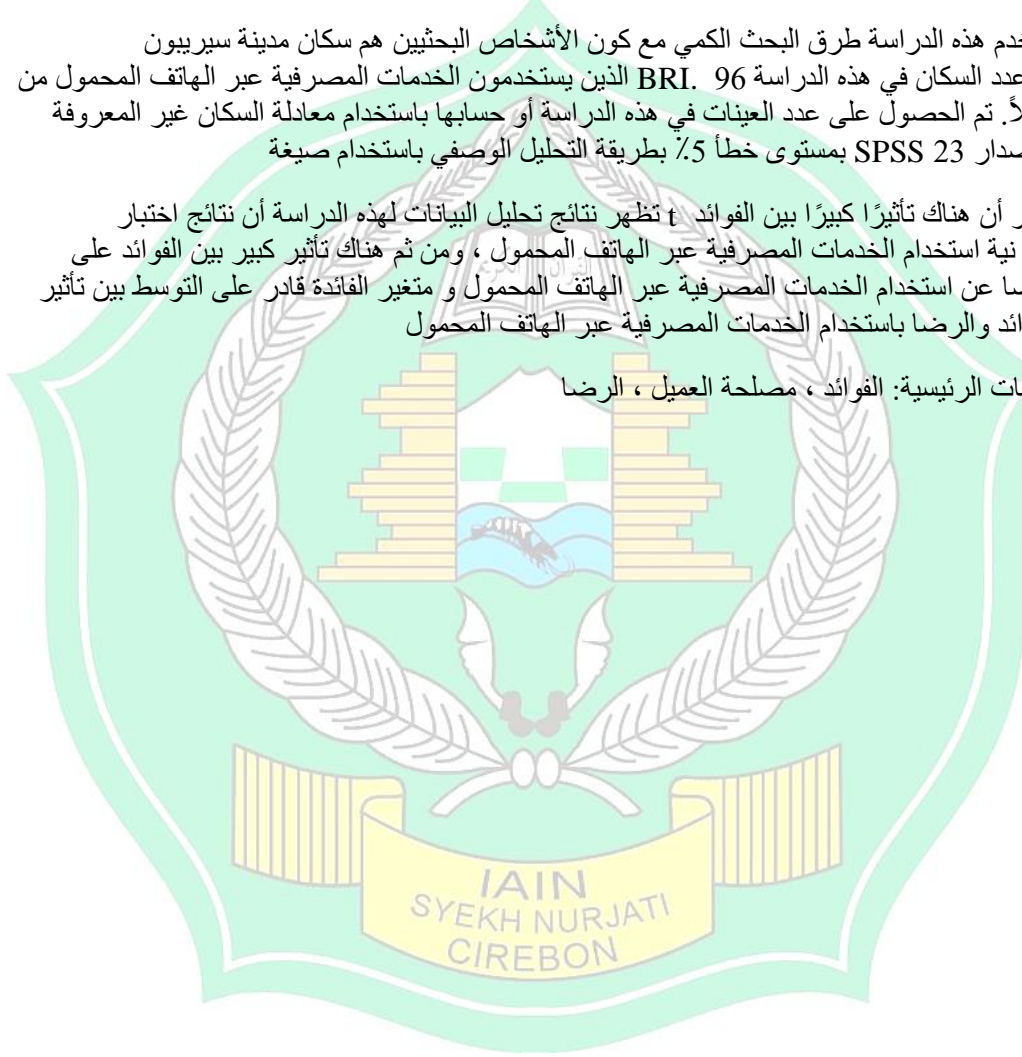 خدم هذه الدراسة طرق البحث الكمي مع كون الأشخاص البحثيين هم سكان مدينة سيريبون
عدد السكان في هذه الدراسة 96 .BRI الذين يستخدمون الخدمات المصرفية عبر الهاتف المحمول من
لاً. تم الحصول على عدد العينات في هذه الدراسة أو حسابها باستخدام معادلة السكان غير المعروفة
صدار SPSS 23 بمستوى خطأ 5٪ بطريقة التحليل الوصفي باستخدام صيغة
ر أن هناك تأثيرًا كبيرًا بين الفوائد t تظهر نتائج تحليل البيانات لهذه الدراسة أن نتائج اختبار
نية استخدام الخدمات المصرفية عبر الهاتف المحمول ، ومن ثم هناك تأثير كبير بين الفوائد على
ضا عن استخدام الخدمات المصرفية عبر الهاتف المحمول و متغير الفائدة قادر على التوسط بين تأثير
ائد والرضا باستخدام الخدمات المصرفية عبر الهاتف المحمول
ات الرئيسية: الفوائد ، مصلحة العميل ، الرضا
IAIN
SYEKH NURJATI
CIREBON